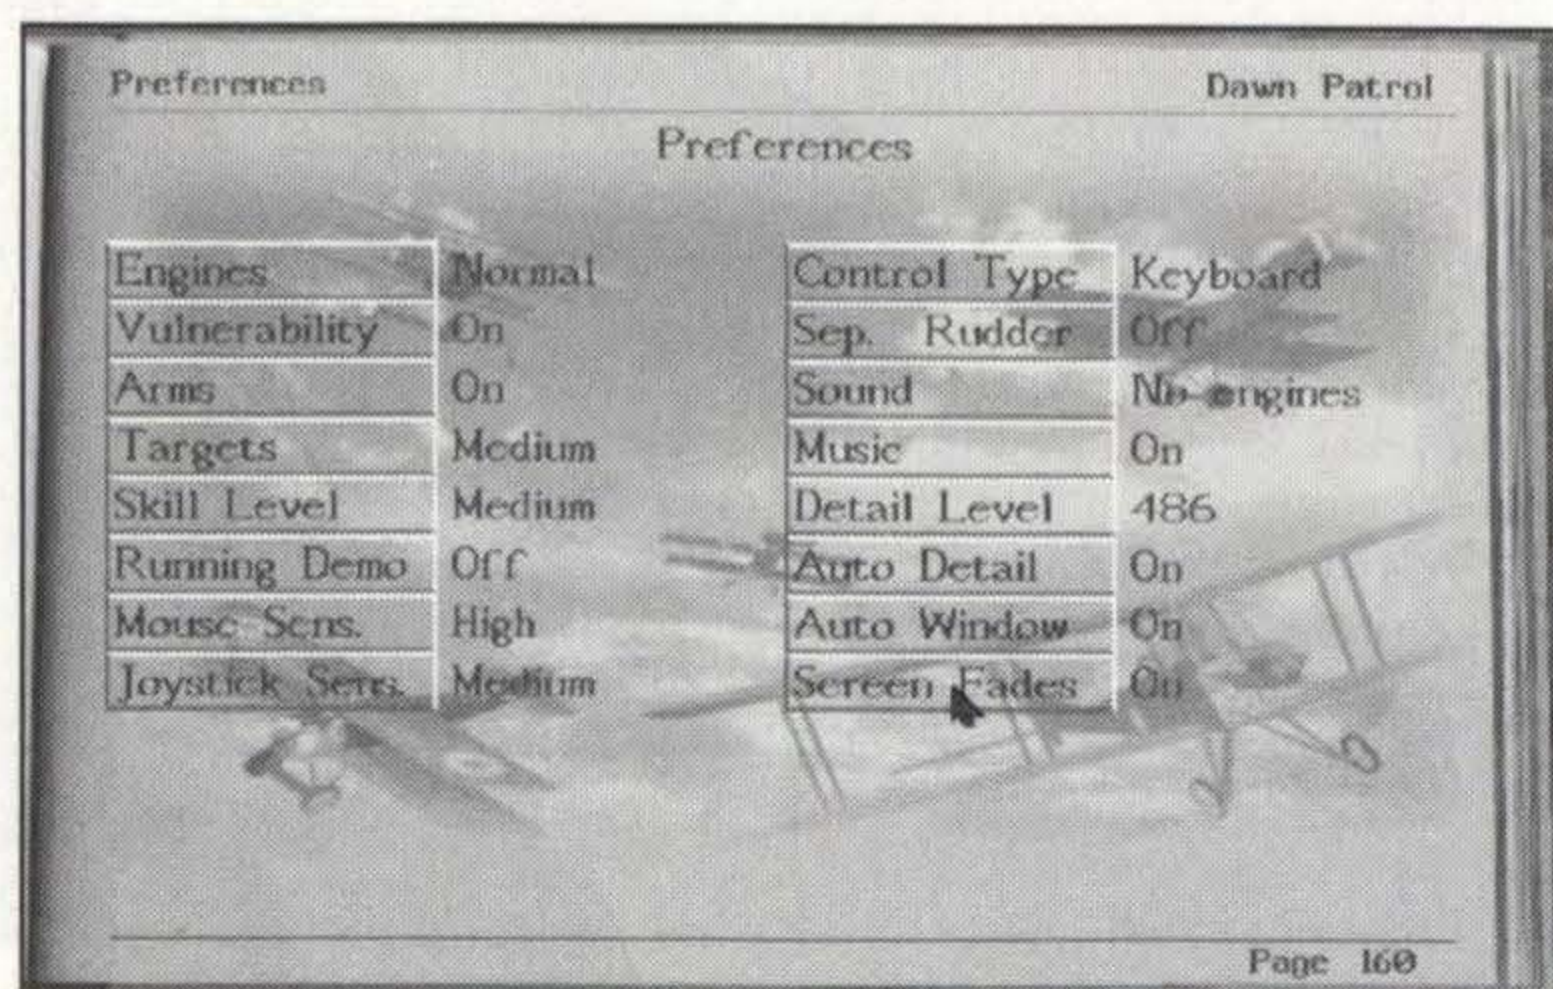 Preferences
Dawn Patrol
Preferences
Engines Normal
Vulnerability On
Arms On
Targets Medium
Skill Level Medium
Running Demo Off
Mouse Sens. High
Joystick Sens. Medium
Control Type Keyboard
Sep. Rudder Off
Sound No engines
Music On
Detail Level 486
Auto Detail On
Auto Window On
Screen Fades On
Page 160